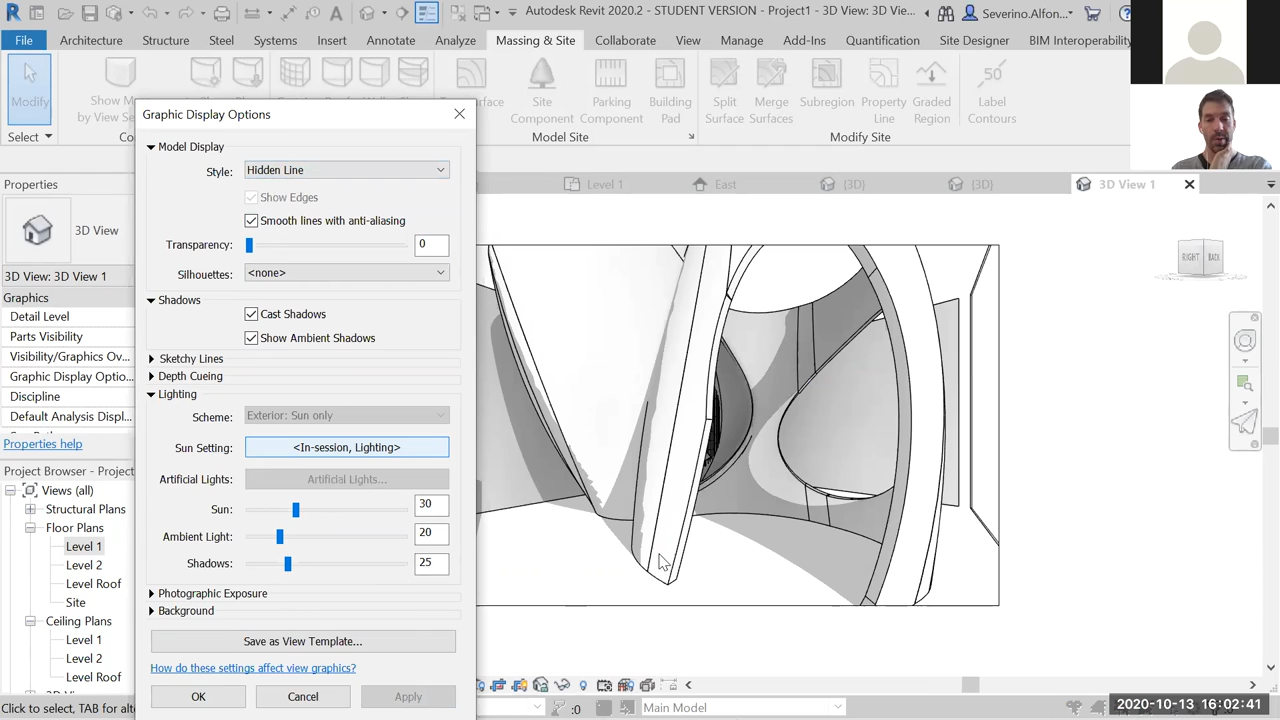 Autodesk Revit 2020.2 - STUDENT VERSION - Project1 - 3D View: 3D Vie...
Severino.Alfon...
File
Architecture
Structure
Steel
Systems
Insert
Annotate
Analyze
Massing & Site
Collaborate
View
Manage
Add-Ins
Quantification
Site Designer
BIM Interoperability
Modify
Show M
by View Se
Surface
Site
Component
Parking
Component
Building
Pad
Split
Surface
Merge
Surfaces
Subregion
Property
Line
Graded
Region
50
Label
Contours
Select
Model Site
Modify Site
Graphic Display Options
Level 1
East
{3D}
{3D}
3D View 1
Properties
3D View
3D View: 3D View 1
Graphics
Detail Level
Parts Visibility
Visibility/Graphics Ov...
Graphic Display Optio...
Discipline
Default Analysis Displ...
Properties help
Project Browser - Project
Views (all)
Structural Plans
Floor Plans
Level 1
Level 2
Level Roof
Site
Ceiling Plans
Level 1
Level 2
Level Roof
Model Display
Style: Hidden Line
Show Edges
Smooth lines with anti-aliasing
Transparency: 0
Silhouettes: <none>
Shadows
Cast Shadows
Show Ambient Shadows
Sketchy Lines
Depth Cueing
Lighting
Scheme: Exterior: Sun only
Sun Setting: <In-session, Lighting>
Artificial Lights: Artificial Lights...
Sun: 30
Ambient Light: 20
Shadows: 25
Photographic Exposure
Background
Save as View Template...
How do these settings affect view graphics?
OK
Cancel
Apply
RIGHT
BACK
Click to select, TAB for alte
:0
Main Model
2020-10-13 16:02:41